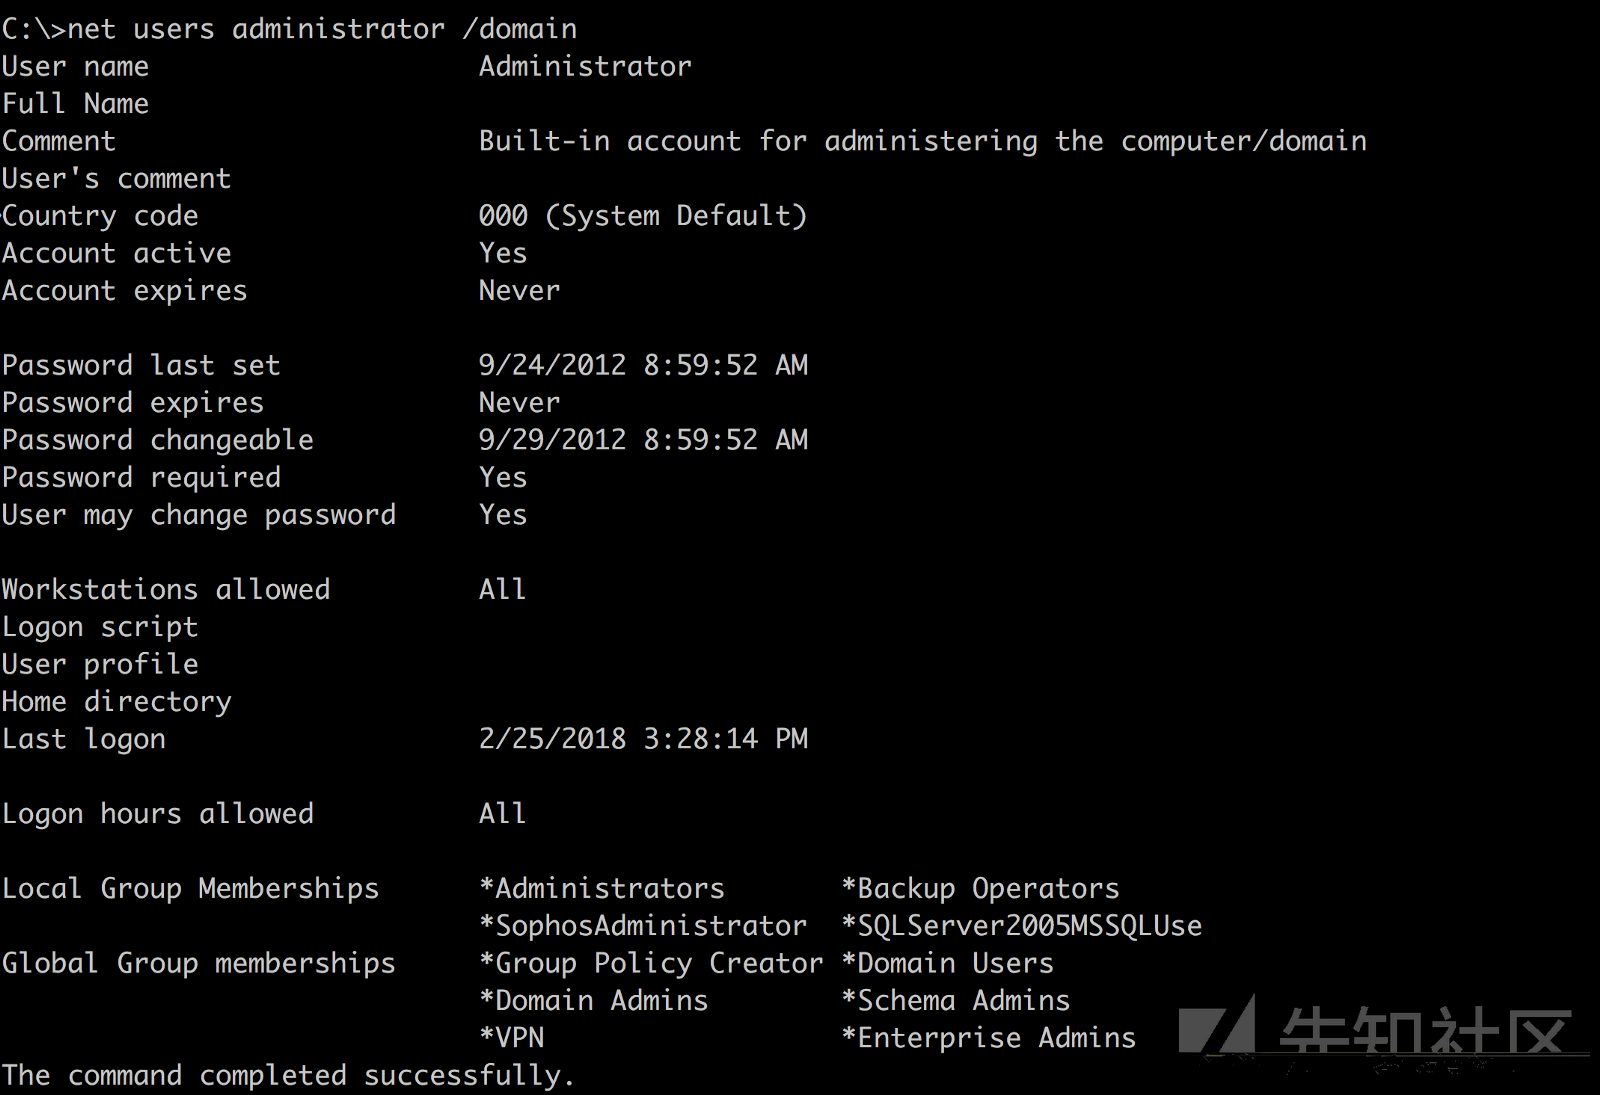 C:\>net users administrator /domain
User name                    Administrator
Full Name
Comment                      Built-in account for administering the computer/domain
User's comment
Country code                 000 (System Default)
Account active               Yes
Account expires              Never

Password last set            9/24/2012 8:59:52 AM
Password expires             Never
Password changeable          9/29/2012 8:59:52 AM
Password required            Yes
User may change password     Yes

Workstations allowed         All
Logon script
User profile
Home directory
Last logon                   2/25/2018 3:28:14 PM

Logon hours allowed          All

Local Group Memberships      *Administrators       *Backup Operators
                             *SophosAdministrator  *SQLServer2005MSSQLUse
Global Group memberships     *Group Policy Creator *Domain Users
                             *Domain Admins        *Schema Admins
                             *VPN                  *Enterprise Admins
The command completed successfully.
先知社区